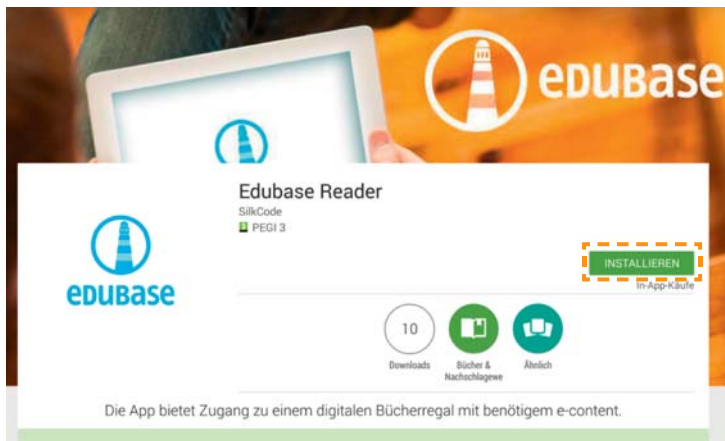 eDUBase
Edubase Reader
SilkCode
3 PEGI 3
INSTALLIEREN
In-App-Käufe
eDUBase
10
Downloads
Bücher &
Nachschlagewe
Ähnlich
Die App bietet Zugang zu einem digitalen Bücherregal mit benötigem e-content.